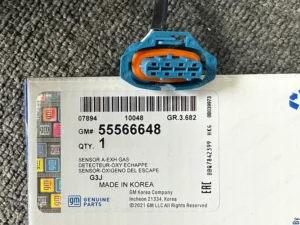 07894 10048 GR.3.682
GM# 55566648
QTY. 1
SENSOR A-EXH GAS
DETECTEUR-OXY ECHAPPE
SENSOR-OXIGENO DEL ESCAPE
G3J
MADE IN KOREA
gm GENUINE PARTS
GM Korea Company
Incheon 21334, Korea
©2021 GM LLC All Rights Reserved
EAC